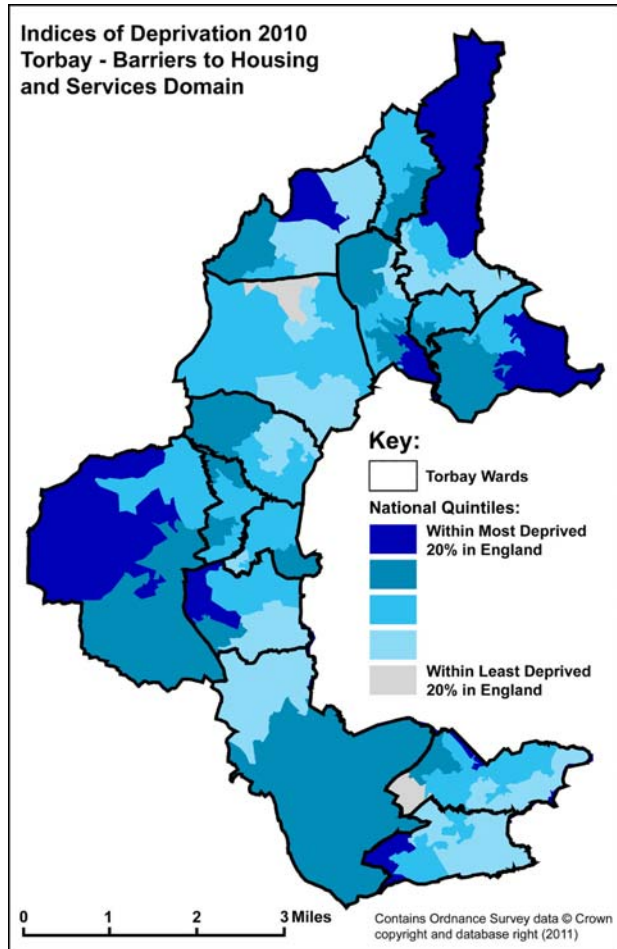 Indices of Deprivation 2010
Torbay - Barriers to Housing
and Services Domain
Key:
Torbay Wards
National Quintiles:
Within Most Deprived
20% in England
Within Least Deprived
20% in England
0 1 2 3 Miles
Contains Ordnance Survey data © Crown
copyright and database right (2011)